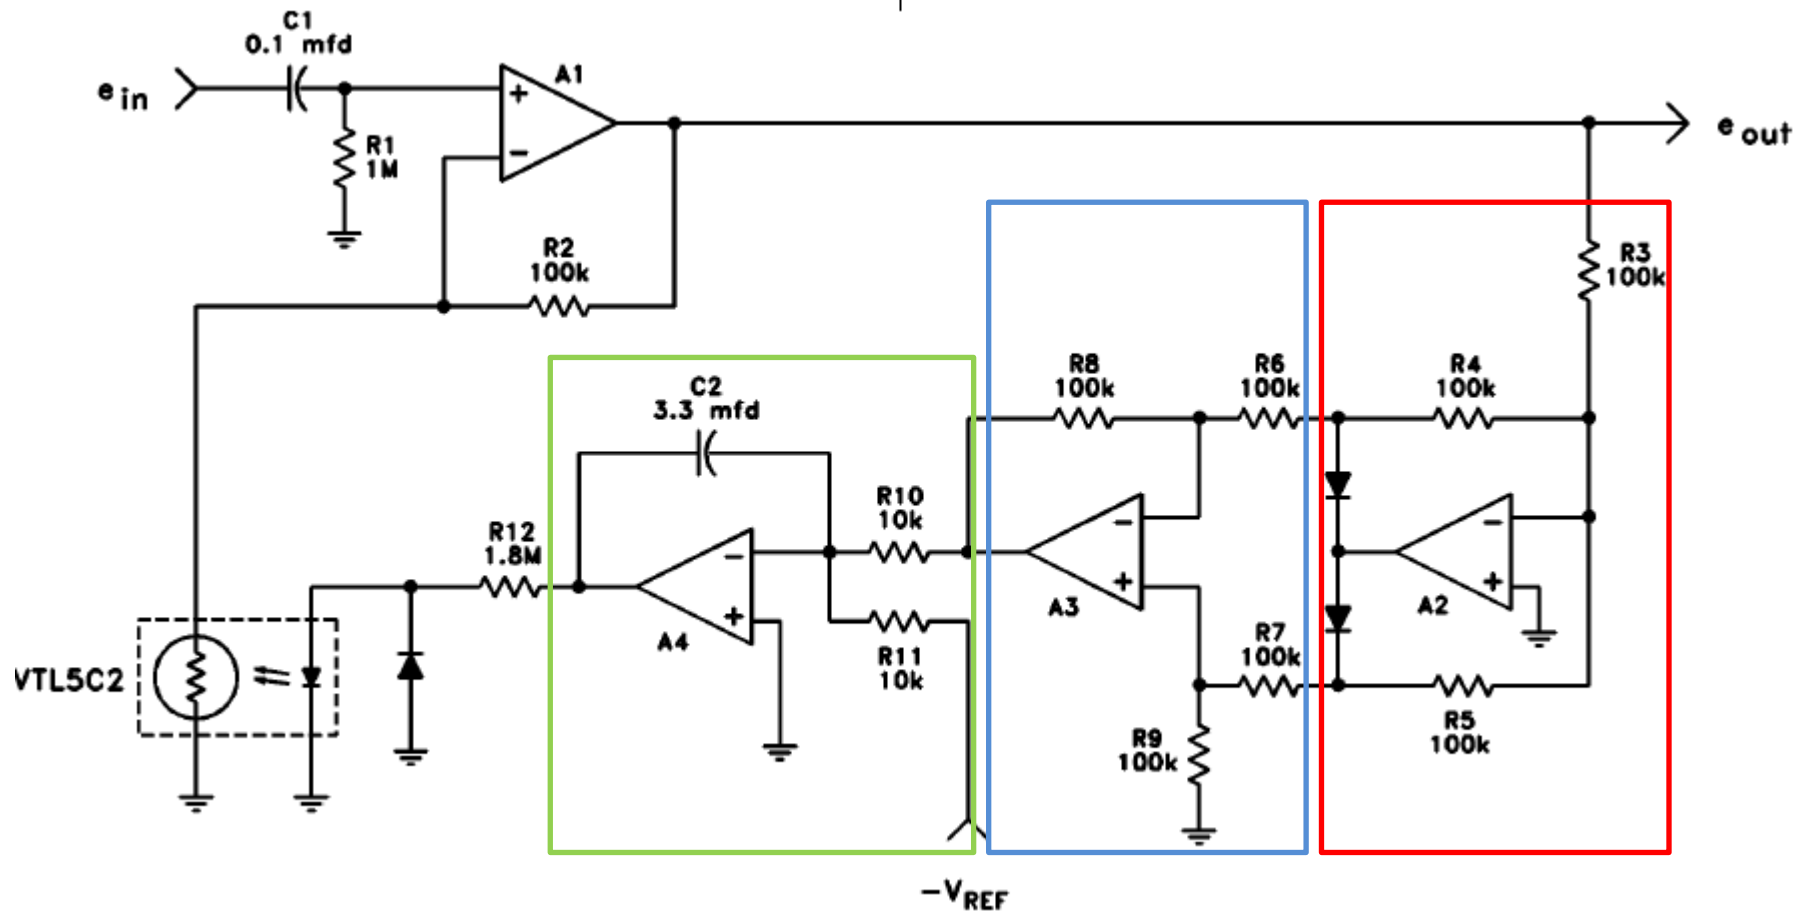 C1
0.1 mfd
e in
A1
+
−
R1
1M
e out
R2
100k
R3
100k
R8
100k
R6
100k
R4
100k
C2
3.3 mfd
R10
10k
R12
1.8M
−
+
A4
R11
10k
−
+
A3
−
+
A2
R7
100k
VTL5C2
R9
100k
R5
100k
−VREF